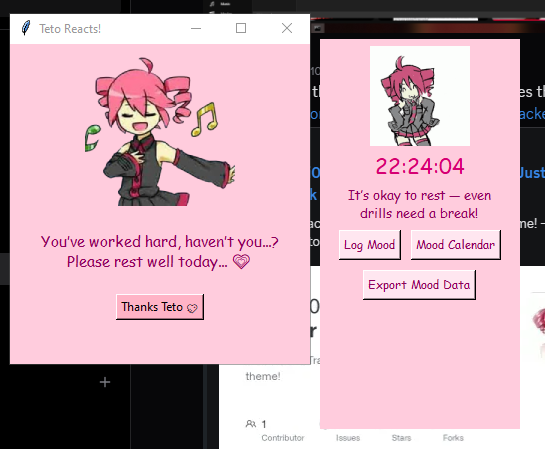 Teto Reacts!
You've worked hard, haven't you...?
Please rest well today... 💝
Thanks Teto 💝
22:24:04
It's okay to rest — even
drills need a break!
Log Mood
Mood Calendar
Export Mood Data
theme!
1
Contributor
Issues
Stars
Forks